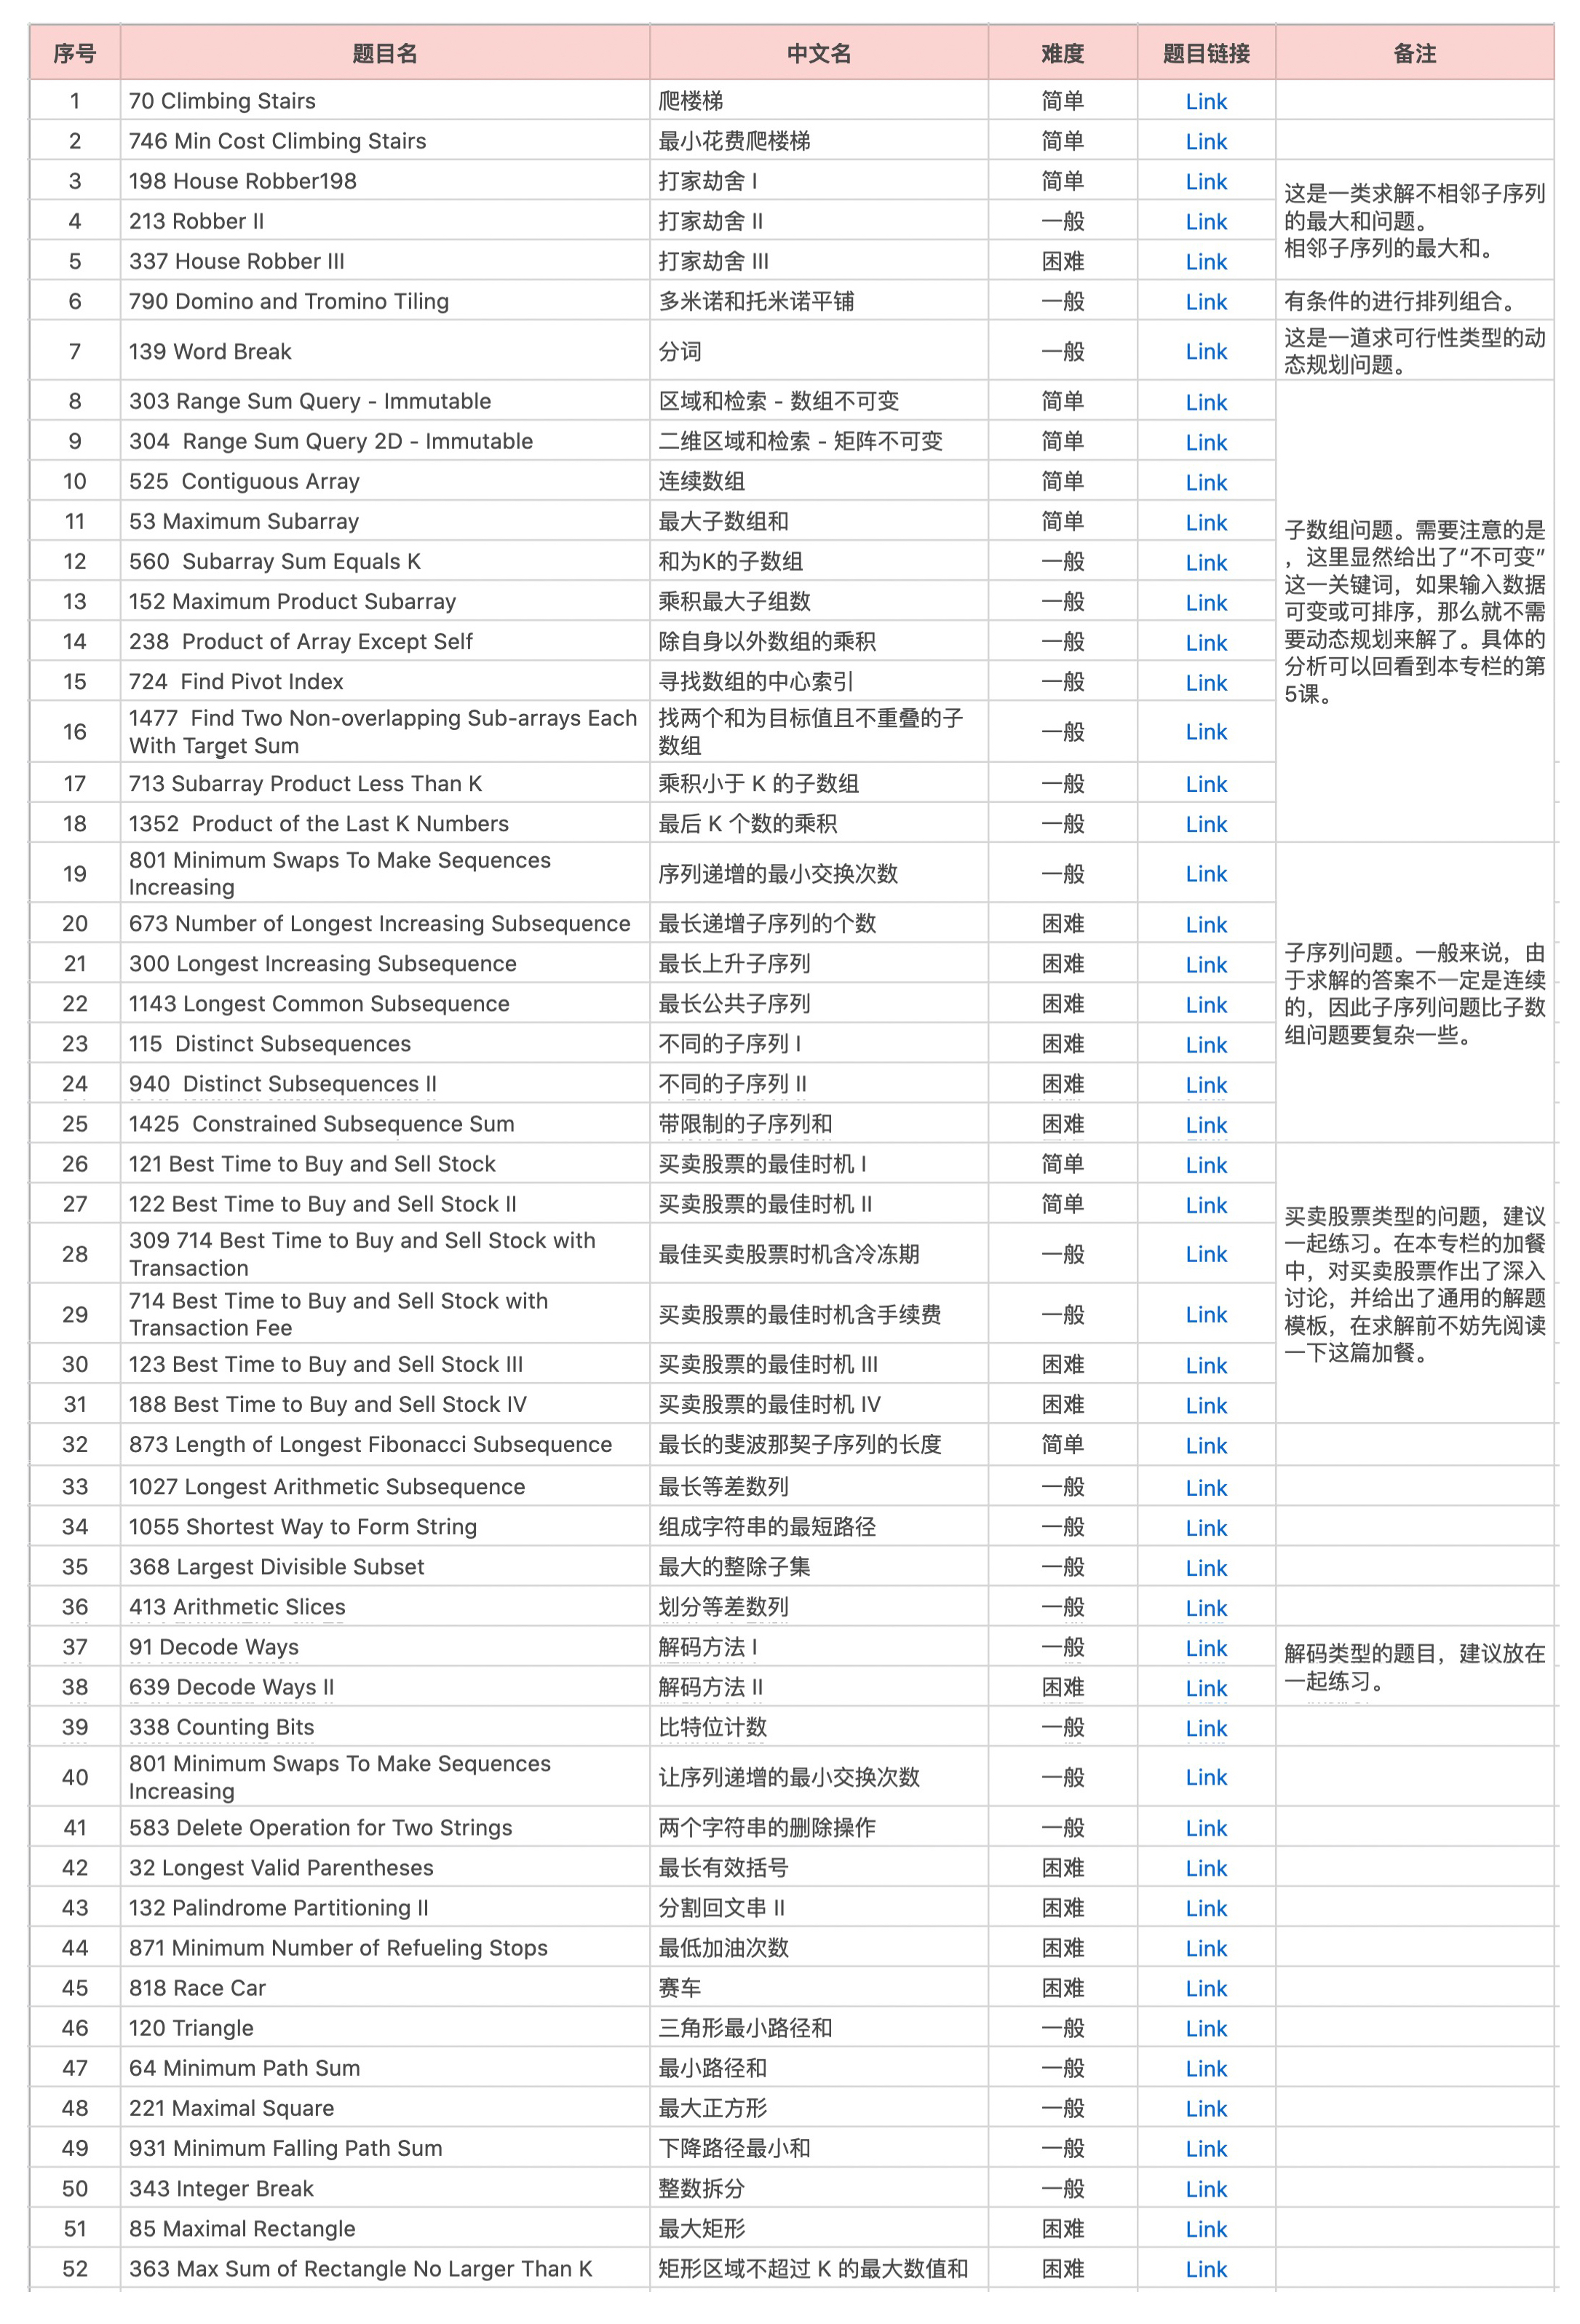 序号 题目名 中文名 难度 题目链接 备注
1 70 Climbing Stairs 爬楼梯 简单 Link
2 746 Min Cost Climbing Stairs 最小花费爬楼梯 简单 Link
3 198 House Robber198 打家劫舍 I 简单 Link
4 213 Robber II 打家劫舍 II 一般 Link
5 337 House Robber III 打家劫舍 III 困难 Link
这是一类求解不相邻子序列
的最大和问题。
相邻子序列的最大和。
6 790 Domino and Tromino Tiling 多米诺和托米诺平铺 一般 Link 有条件的进行排列组合。
7 139 Word Break 分词 一般 Link
这是一道求可行性类型的动
态规划问题。
8 303 Range Sum Query - Immutable 区域和检索 - 数组不可变 简单 Link
9 304 Range Sum Query 2D - Immutable 二维区域和检索 - 矩阵不可变 简单 Link
10 525 Contiguous Array 连续数组 简单 Link
11 53 Maximum Subarray 最大子数组和 简单 Link
12 560 Subarray Sum Equals K 和为K的子数组 一般 Link
13 152 Maximum Product Subarray 乘积最大子组数 一般 Link
14 238 Product of Array Except Self 除自身以外数组的乘积 一般 Link
15 724 Find Pivot Index 寻找数组的中心索引 一般 Link
16 1477 Find Two Non-overlapping Sub-arrays Each
With Target Sum
找两个和为目标值且不重叠的子
数组
一般 Link
17 713 Subarray Product Less Than K 乘积小于 K 的子数组 一般 Link
18 1352 Product of the Last K Numbers 最后 K 个数的乘积 一般 Link
子数组问题。需要注意的是
，这里显然给出了“不可变”
这一关键词，如果输入数据
可变或可排序，那么就不需
要动态规划来解了。具体的
分析可以回看到本专栏的第
5课。
19 801 Minimum Swaps To Make Sequences
Increasing
序列递增的最小交换次数 一般 Link
20 673 Number of Longest Increasing Subsequence 最长递增子序列的个数 困难 Link
21 300 Longest Increasing Subsequence 最长上升子序列 困难 Link
22 1143 Longest Common Subsequence 最长公共子序列 困难 Link
23 115 Distinct Subsequences 不同的子序列 I 困难 Link
24 940 Distinct Subsequences II 不同的子序列 II 困难 Link
25 1425 Constrained Subsequence Sum 带限制的子序列和 困难 Link
子序列问题。一般来说，由
于求解的答案不一定是连续
的，因此子序列问题比子数
组问题要复杂一些。
26 121 Best Time to Buy and Sell Stock 买卖股票的最佳时机 I 简单 Link
27 122 Best Time to Buy and Sell Stock II 买卖股票的最佳时机 II 简单 Link
28 309 714 Best Time to Buy and Sell Stock with
Transaction
最佳买卖股票时机含冷冻期 一般 Link
29 714 Best Time to Buy and Sell Stock with
Transaction Fee
买卖股票的最佳时机含手续费 一般 Link
30 123 Best Time to Buy and Sell Stock III 买卖股票的最佳时机 III 困难 Link
31 188 Best Time to Buy and Sell Stock IV 买卖股票的最佳时机 IV 困难 Link
买卖股票类型的问题，建议
一起练习。在本专栏的加餐
中，对买卖股票作出了深入
讨论，并给出了通用的解题
模板，在求解前不妨先阅读
一下这篇加餐。
32 873 Length of Longest Fibonacci Subsequence 最长的斐波那契子序列的长度 简单 Link
33 1027 Longest Arithmetic Subsequence 最长等差数列 一般 Link
34 1055 Shortest Way to Form String 组成字符串的最短路径 一般 Link
35 368 Largest Divisible Subset 最大的整除子集 一般 Link
36 413 Arithmetic Slices 划分等差数列 一般 Link
37 91 Decode Ways 解码方法 I 一般 Link
38 639 Decode Ways II 解码方法 II 困难 Link
解码类型的题目，建议放在
一起练习。
39 338 Counting Bits 比特位计数 一般 Link
40 801 Minimum Swaps To Make Sequences
Increasing
让序列递增的最小交换次数 一般 Link
41 583 Delete Operation for Two Strings 两个字符串的删除操作 一般 Link
42 32 Longest Valid Parentheses 最长有效括号 困难 Link
43 132 Palindrome Partitioning II 分割回文串 II 困难 Link
44 871 Minimum Number of Refueling Stops 最低加油次数 困难 Link
45 818 Race Car 赛车 困难 Link
46 120 Triangle 三角形最小路径和 一般 Link
47 64 Minimum Path Sum 最小路径和 一般 Link
48 221 Maximal Square 最大正方形 一般 Link
49 931 Minimum Falling Path Sum 下降路径最小和 一般 Link
50 343 Integer Break 整数拆分 一般 Link
51 85 Maximal Rectangle 最大矩形 困难 Link
52 363 Max Sum of Rectangle No Larger Than K 矩形区域不超过 K 的最大数值和 困难 Link